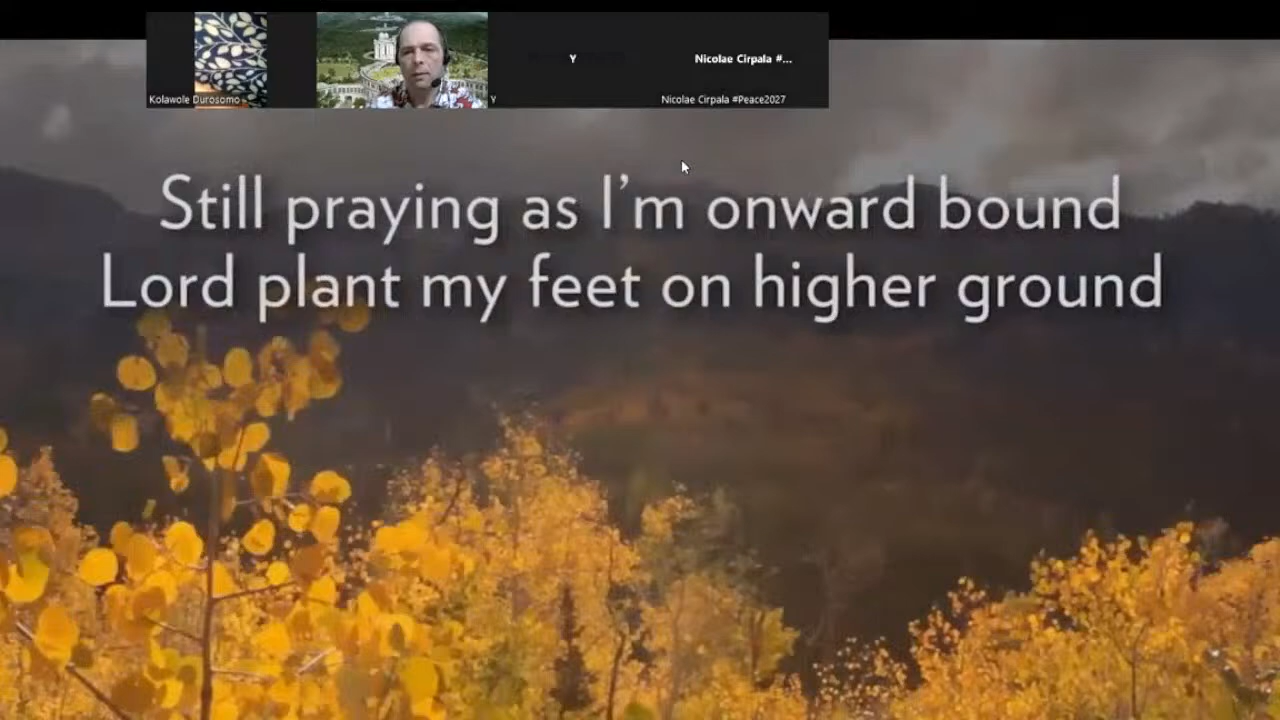 Y
Nicolae Cirpala #...
Kolawole Durosomo
Y
Nicolae Cirpala #Peace2027
Still praying as I'm onward bound
Lord plant my feet on higher ground